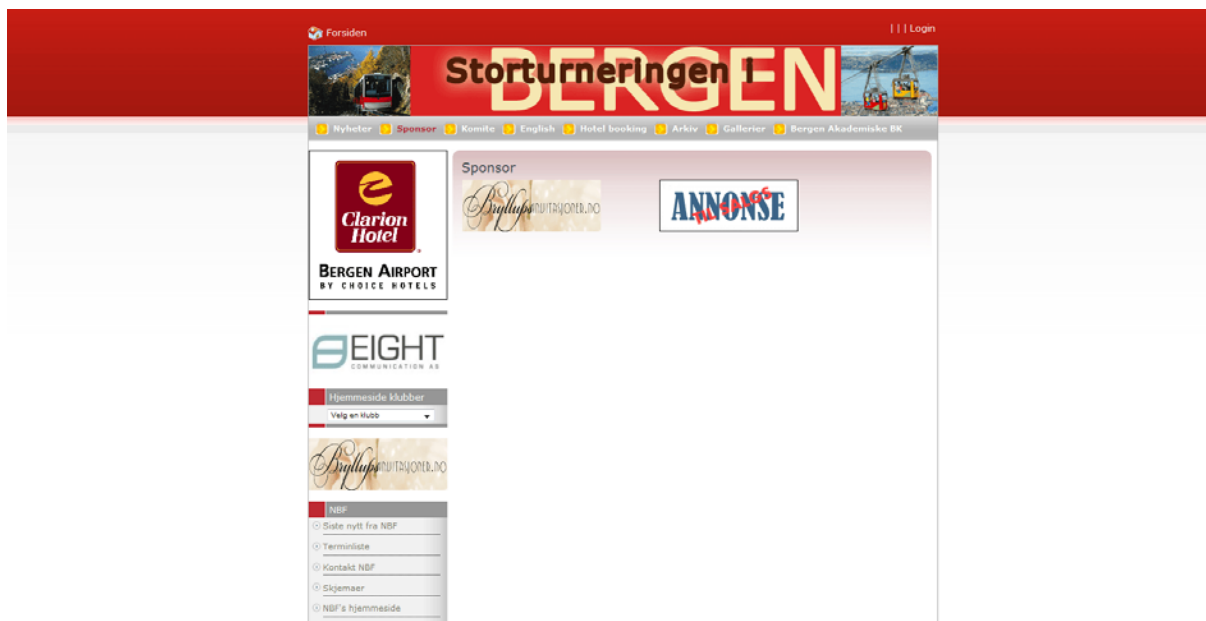 Forsiden
| | | Login
Storturneringen i
BERGEN
Nyheter Sponsor Komite English Hotel booking Arkiv Gallerier Bergen Akademiske BK
Clarion
Hotel
BERGEN AIRPORT
BY CHOICE HOTELS
EIGHT
COMMUNICATION AS
Hjemmeside klubber
Velg en klubb
BryllupsINVITASJONER.NO
NBF
Siste nytt fra NBF
Terminliste
Kontakt NBF
Skjemaer
NBF's hjemmeside
Sponsor
BryllupsINVITASJONER.NO
ANNONSE
TIL SALGS